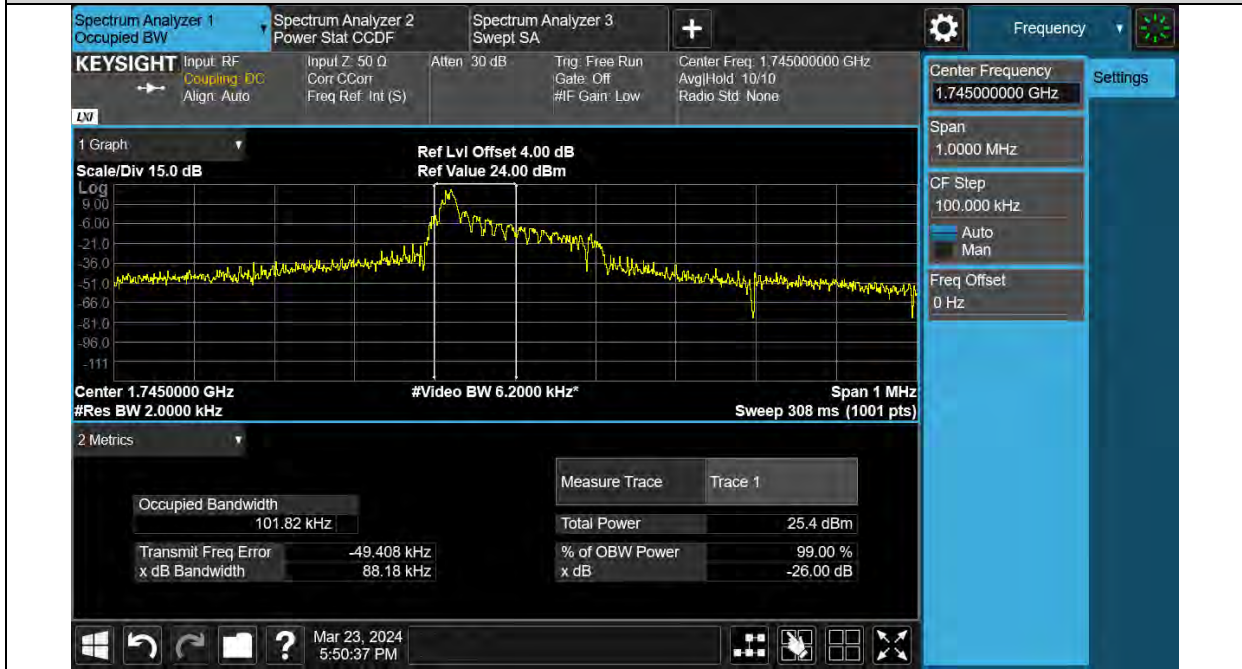 Spectrum Analyzer 1
Occupied BW
Spectrum Analyzer 2
Power Stat CCDF
Spectrum Analyzer 3
Swept SA
Frequency
KEYSIGHT
Input: RF
Coupling: DC
Align: Auto
Input Z: 50 Ω
Corr CCorr
Freq Ref: Int (S)
Atten: 30 dB
Trig: Free Run
Gate: Off
#IF Gain: Low
Center Freq: 1.745000000 GHz
Avg|Hold: 10/10
Radio Std: None
LXI
Center Frequency
1.745000000 GHz
Settings
Span
1.0000 MHz
CF Step
100.000 kHz
Auto
Man
Freq Offset
0 Hz
1 Graph
Scale/Div 15.0 dB
Ref Lvl Offset 4.00 dB
Ref Value 24.00 dBm
Log
9.00
-6.00
-21.0
-36.0
-51.0
-66.0
-81.0
-96.0
-111
Center 1.7450000 GHz
#Video BW 6.2000 kHz*
Span 1 MHz
#Res BW 2.0000 kHz
Sweep 308 ms (1001 pts)
2 Metrics
Measure Trace
Trace 1
Occupied Bandwidth
101.82 kHz
Total Power
25.4 dBm
Transmit Freq Error
-49.408 kHz
% of OBW Power
99.00 %
x dB Bandwidth
88.18 kHz
x dB
-26.00 dB
?
Mar 23, 2024
5:50:37 PM